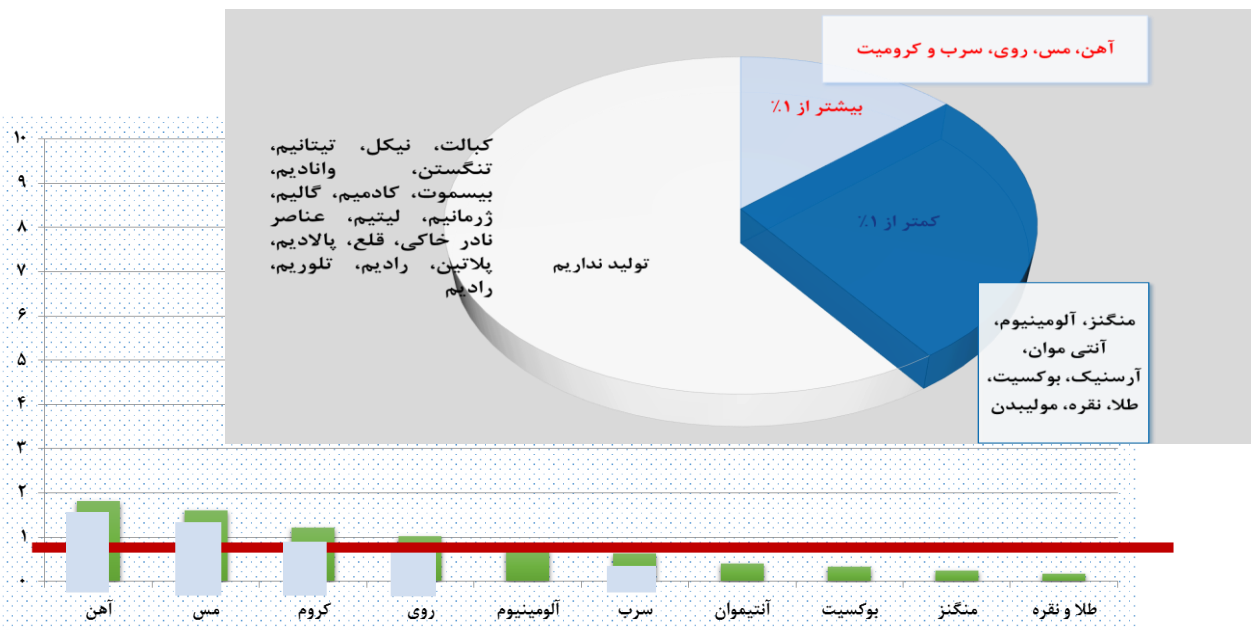 آهن، مس، روی، سرب و کرومیت
بیشتر از ۱٪
کمتر از ۱٪
تولید نداریم
کبالت، نیکل، تیتانیم،
تنگستن، وانادیم،
بیسموت، کادمیم، گالیم،
ژرمانیم، لیتیم، عناصر
نادر خاکی، قلع، پالادیم،
پلاتین، رادیم، تلوریم،
رادیم
منگنز، آلومینیوم،
آنتی موان،
آرسنیک، بوکسیت،
طلا، نقره، مولیبدن
۱۰
۹
۸
۷
۶
۵
۴
۳
۲
۱
۰
آهن
مس
کروم
روی
آلومینیوم
سرب
آنتیموان
بوکسیت
منگنز
طلا و نقره